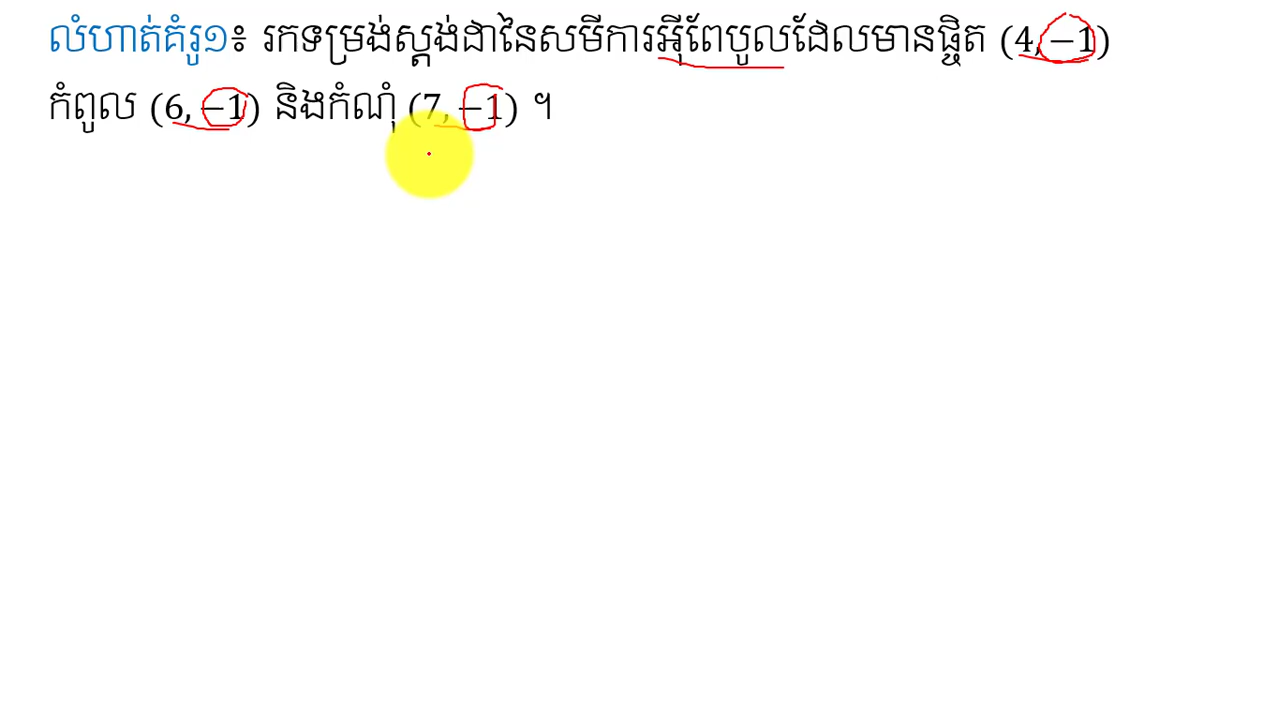 លំហាត់គំរូ១៖ រកទម្រង់ស្តង់ដានៃសមីការអ៊ីពែបូលដែលមានផ្ចិត (4, −1)
កំពូល (6, −1) និងកំណុំ (7, −1) ។